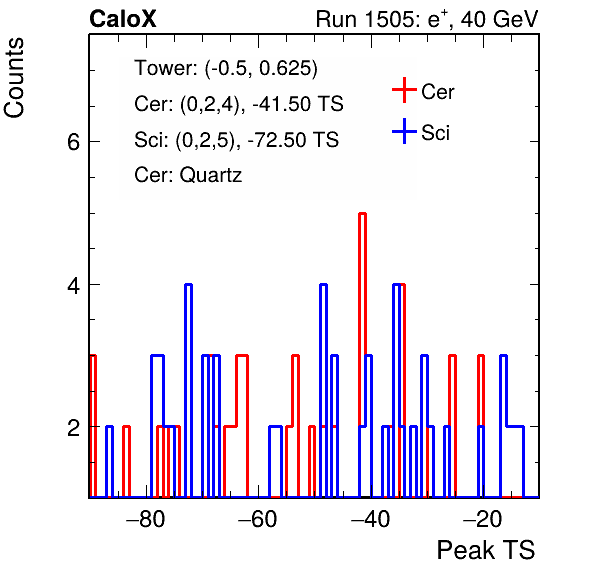 CaloX Run 1505: e⁺, 40 GeV
Counts
Tower: (-0.5, 0.625)
Cer: (0,2,4), -41.50 TS
Sci: (0,2,5), -72.50 TS
Cer: Quartz
Cer
Sci
6
4
2
−80 −60 −40 −20
Peak TS